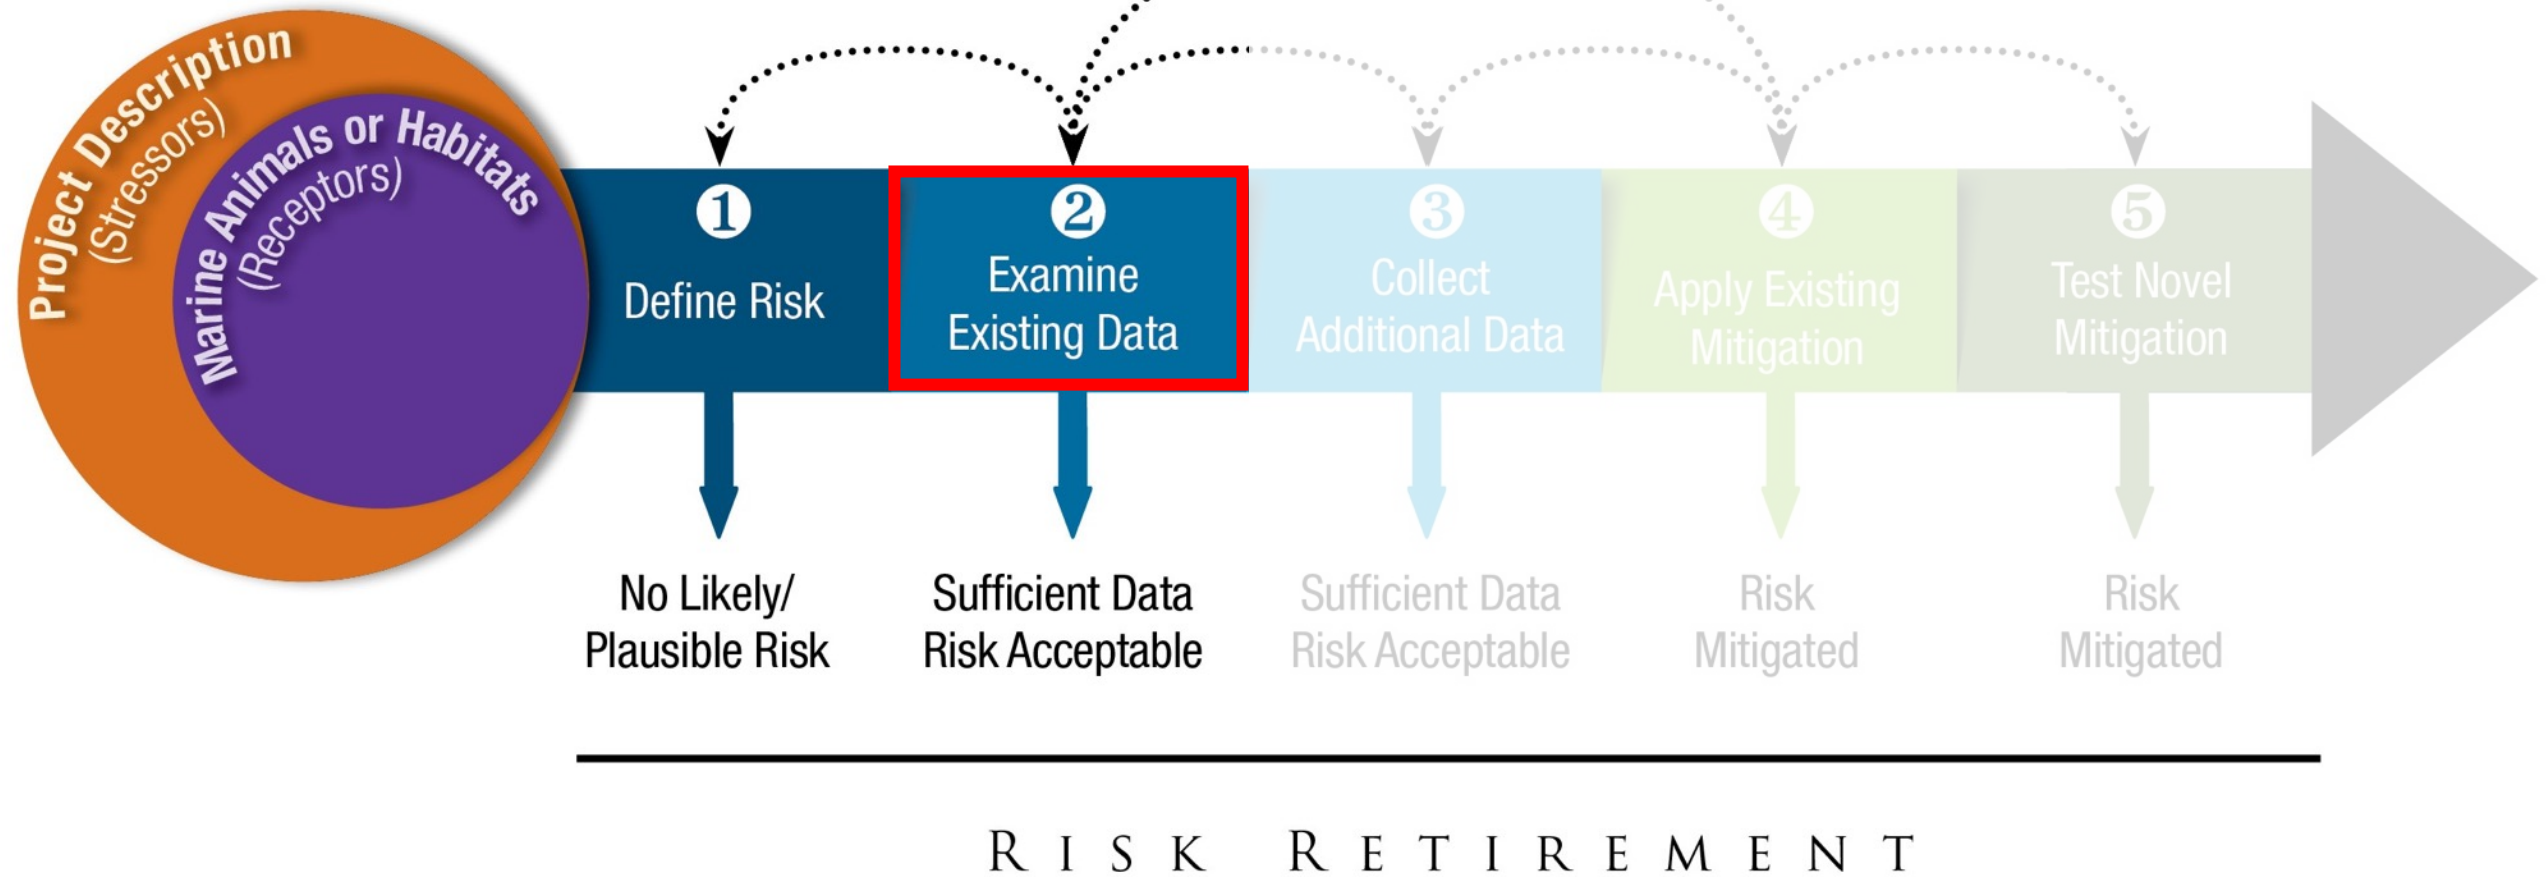 Project Description
(Stressors)
Marine Animals or Habitats
(Receptors)
1
Define Risk
2
Examine
Existing Data
3
Collect
Additional Data
4
Apply Existing
Mitigation
5
Test Novel
Mitigation
No Likely/
Plausible Risk
Sufficient Data
Risk Acceptable
Sufficient Data
Risk Acceptable
Risk
Mitigated
Risk
Mitigated
RISK RETIREMENT